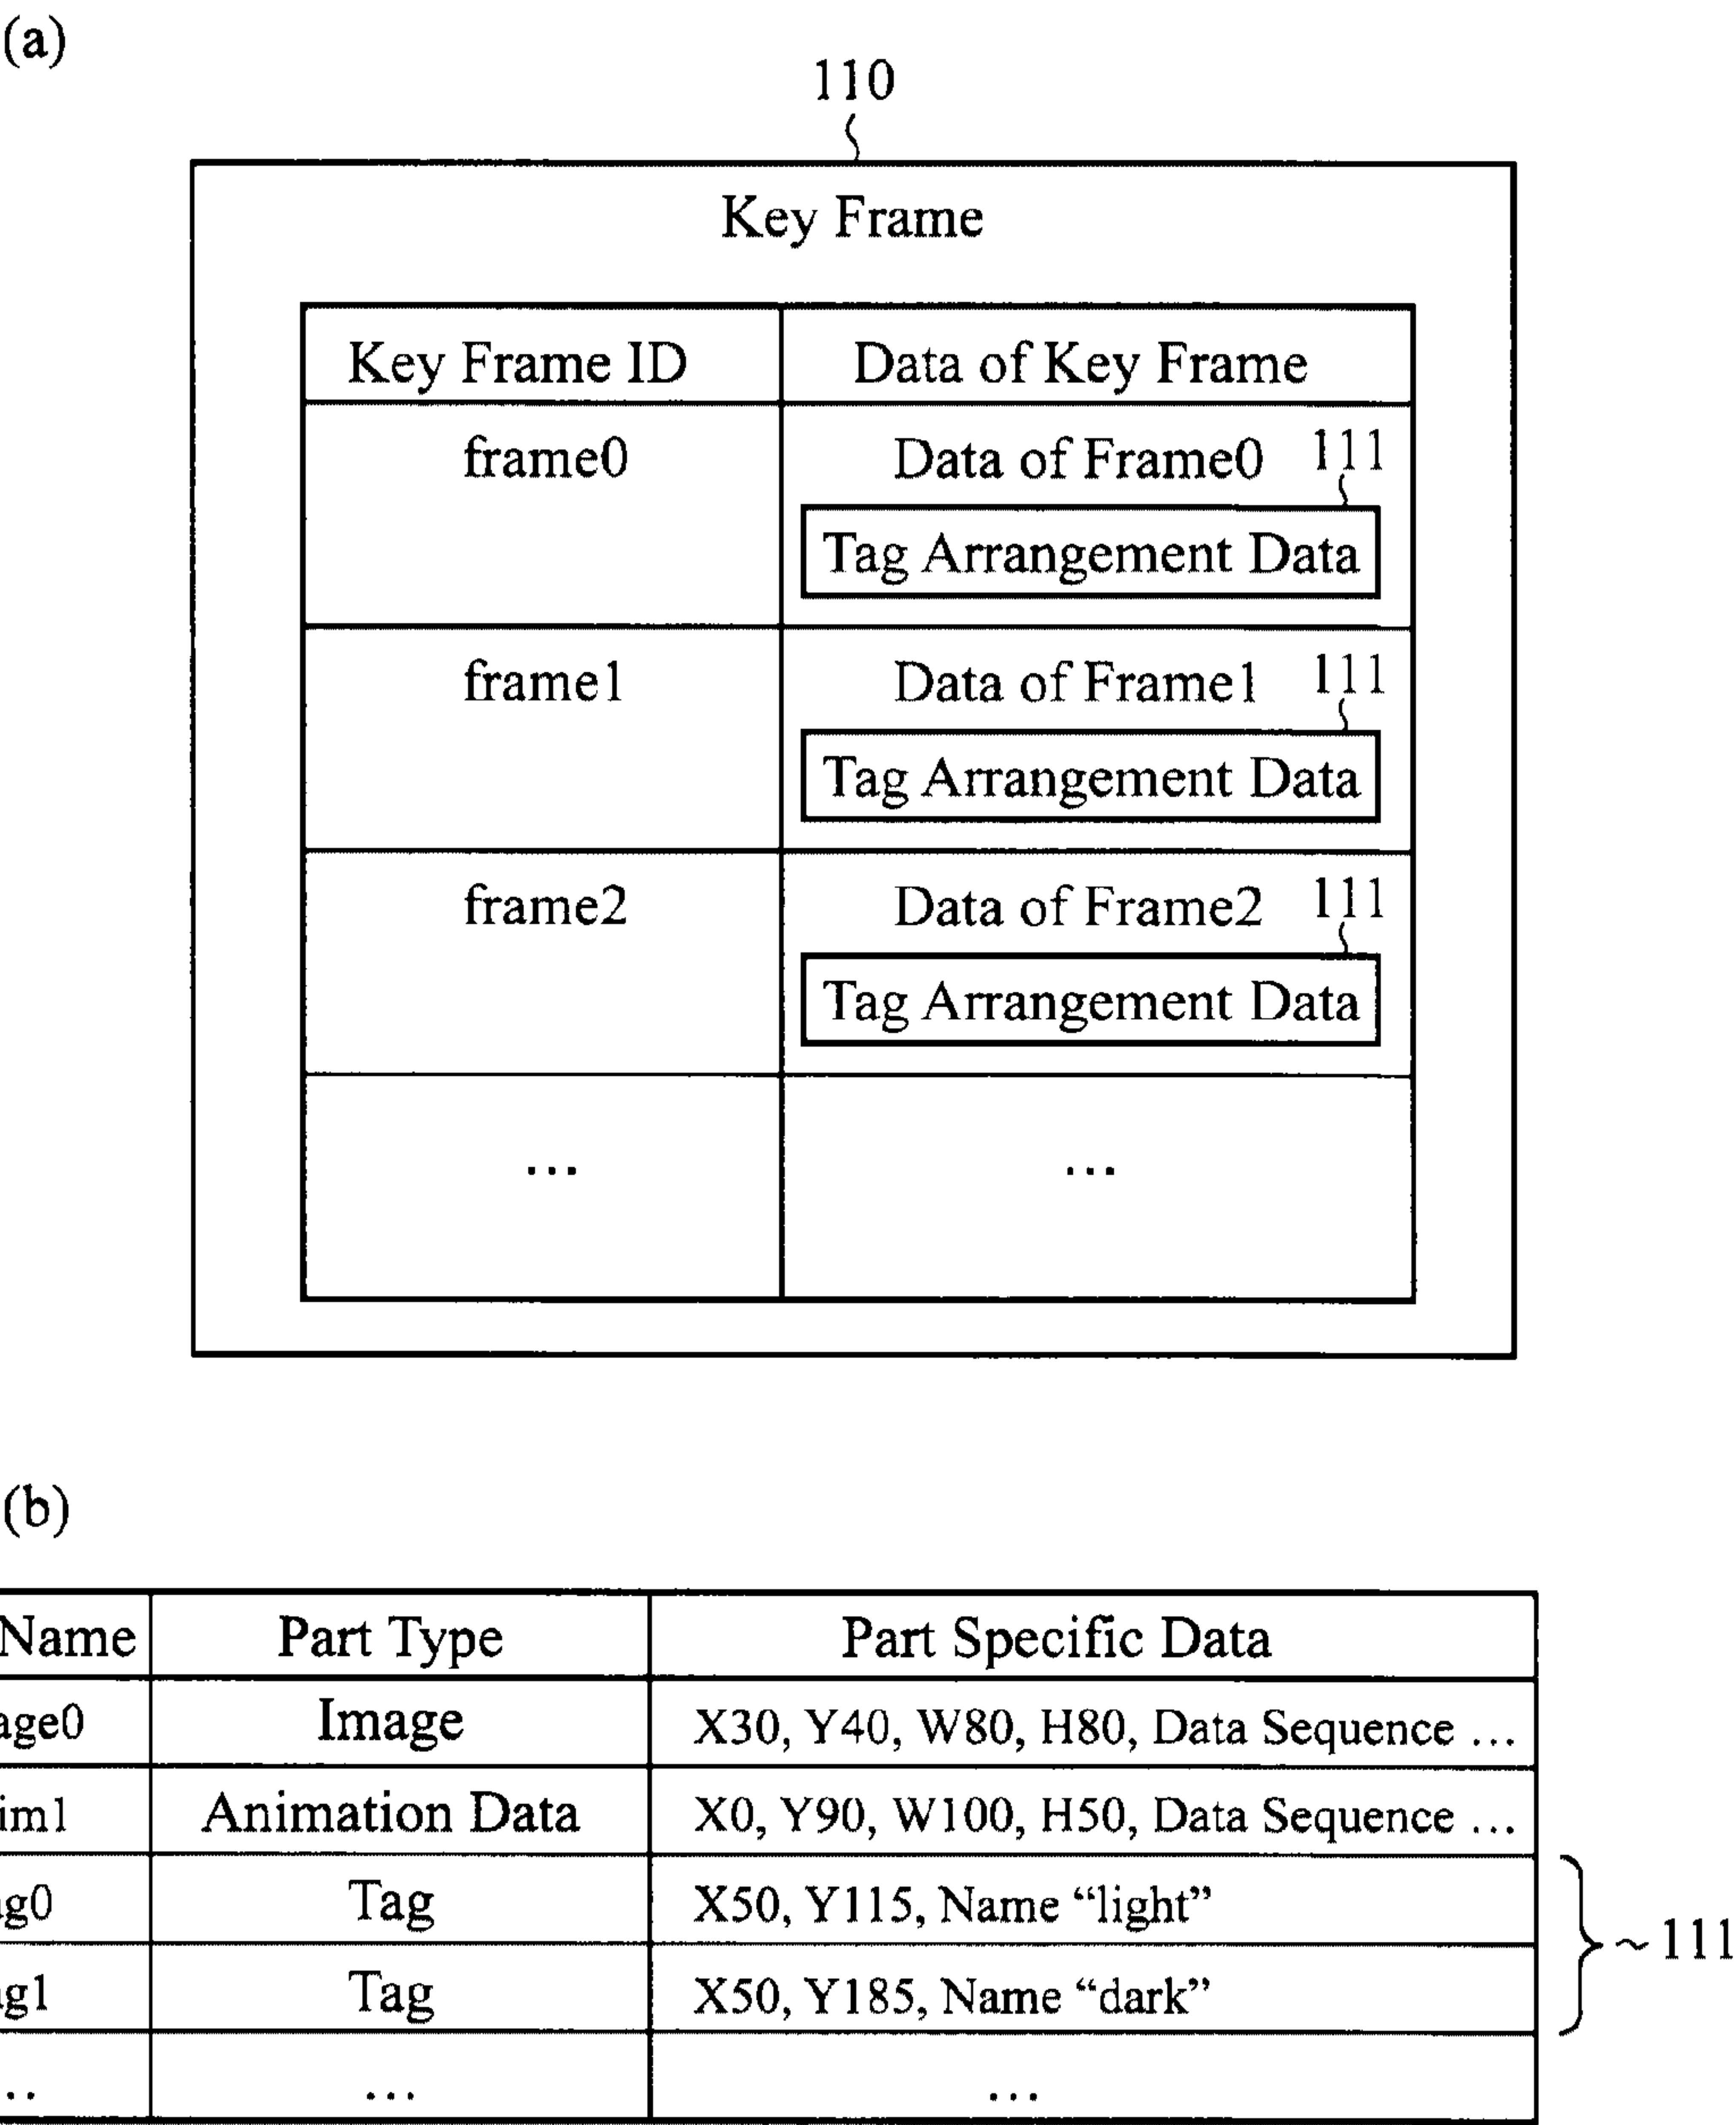 (a)
110
Key Frame
Key Frame ID Data of Key Frame
frame0 Data of Frame0 111
Tag Arrangement Data
frame1 Data of Frame1 111
Tag Arrangement Data
frame2 Data of Frame2 111
Tag Arrangement Data
... ...
(b)
Name Part Type Part Specific Data
age0 Image X30, Y40, W80, H80, Data Sequence ...
im1 Animation Data X0, Y90, W100, H50, Data Sequence ...
g0 Tag X50, Y115, Name “light”
g1 Tag X50, Y185, Name “dark”
~111
.. ... ...